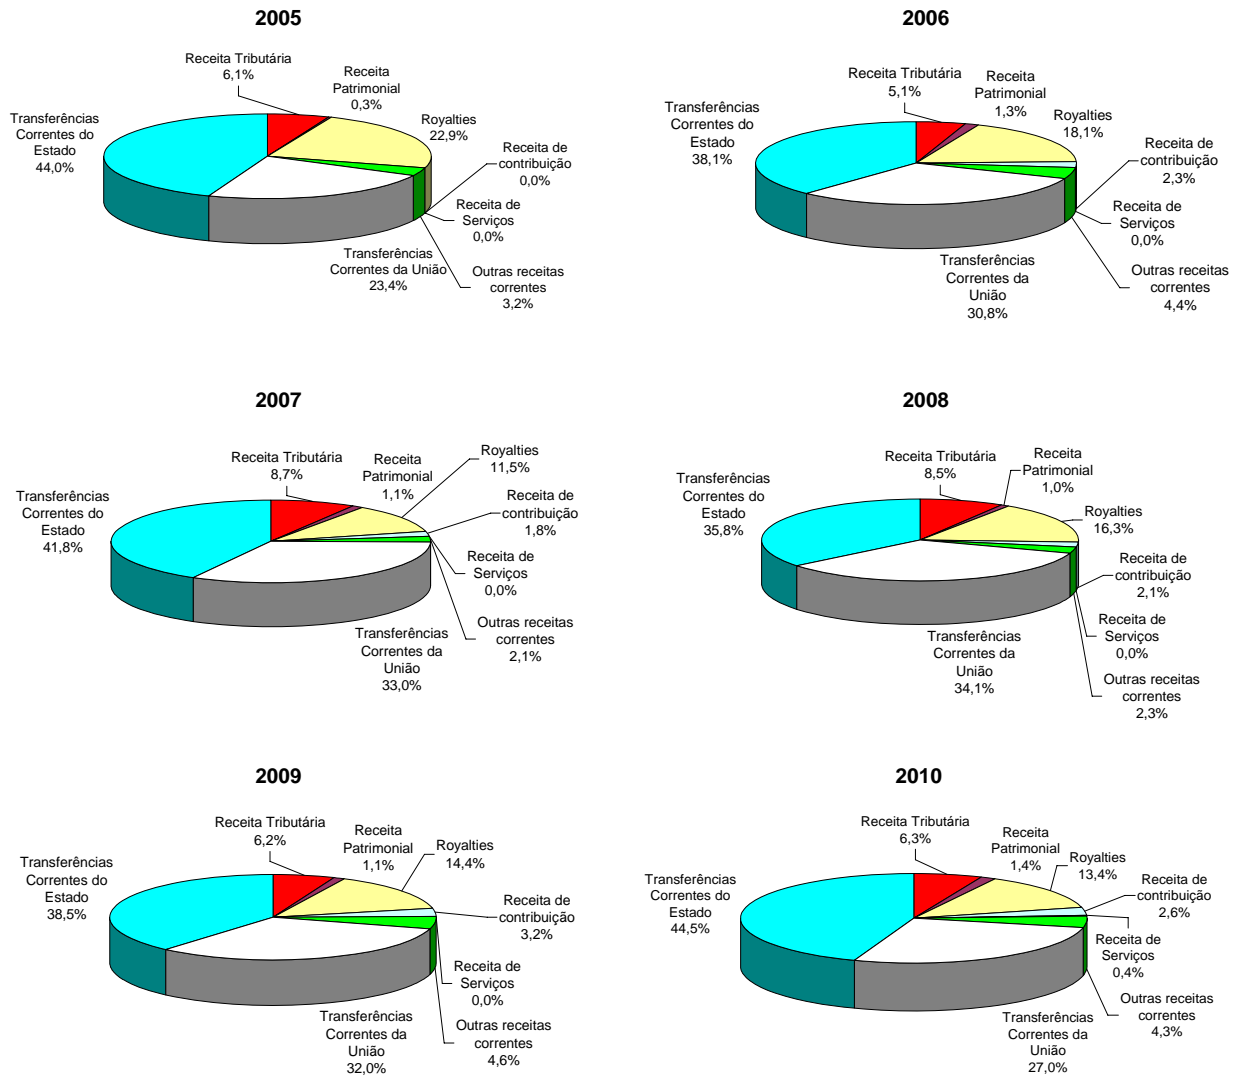 2005
Receita Tributária
6,1%
Receita
Patrimonial
0,3%
Royalties
22,9%
Receita de
contribuição
0,0%
Receita de
Serviços
0,0%
Outras receitas
correntes
3,2%
Transferências
Correntes da União
23,4%
Transferências
Correntes do
Estado
44,0%
2006
Receita Tributária
5,1%
Receita
Patrimonial
1,3%
Royalties
18,1%
Receita de
contribuição
2,3%
Receita de
Serviços
0,0%
Outras receitas
correntes
4,4%
Transferências
Correntes da
União
30,8%
Transferências
Correntes do
Estado
38,1%
2007
Receita Tributária
8,7%
Receita
Patrimonial
1,1%
Royalties
11,5%
Receita de
contribuição
1,8%
Receita de
Serviços
0,0%
Outras receitas
correntes
2,1%
Transferências
Correntes da
União
33,0%
Transferências
Correntes do
Estado
41,8%
2008
Receita Tributária
8,5%
Receita
Patrimonial
1,0%
Royalties
16,3%
Receita de
contribuição
2,1%
Receita de
Serviços
0,0%
Outras receitas
correntes
2,3%
Transferências
Correntes da
União
34,1%
Transferências
Correntes do
Estado
35,8%
2009
Receita Tributária
6,2%
Receita
Patrimonial
1,1%
Royalties
14,4%
Receita de
contribuição
3,2%
Receita de
Serviços
0,0%
Outras receitas
correntes
4,6%
Transferências
Correntes da
União
32,0%
Transferências
Correntes do
Estado
38,5%
2010
Receita Tributária
6,3%
Receita
Patrimonial
1,4%
Royalties
13,4%
Receita de
contribuição
2,6%
Receita de
Serviços
0,4%
Outras receitas
correntes
4,3%
Transferências
Correntes da
União
27,0%
Transferências
Correntes do
Estado
44,5%